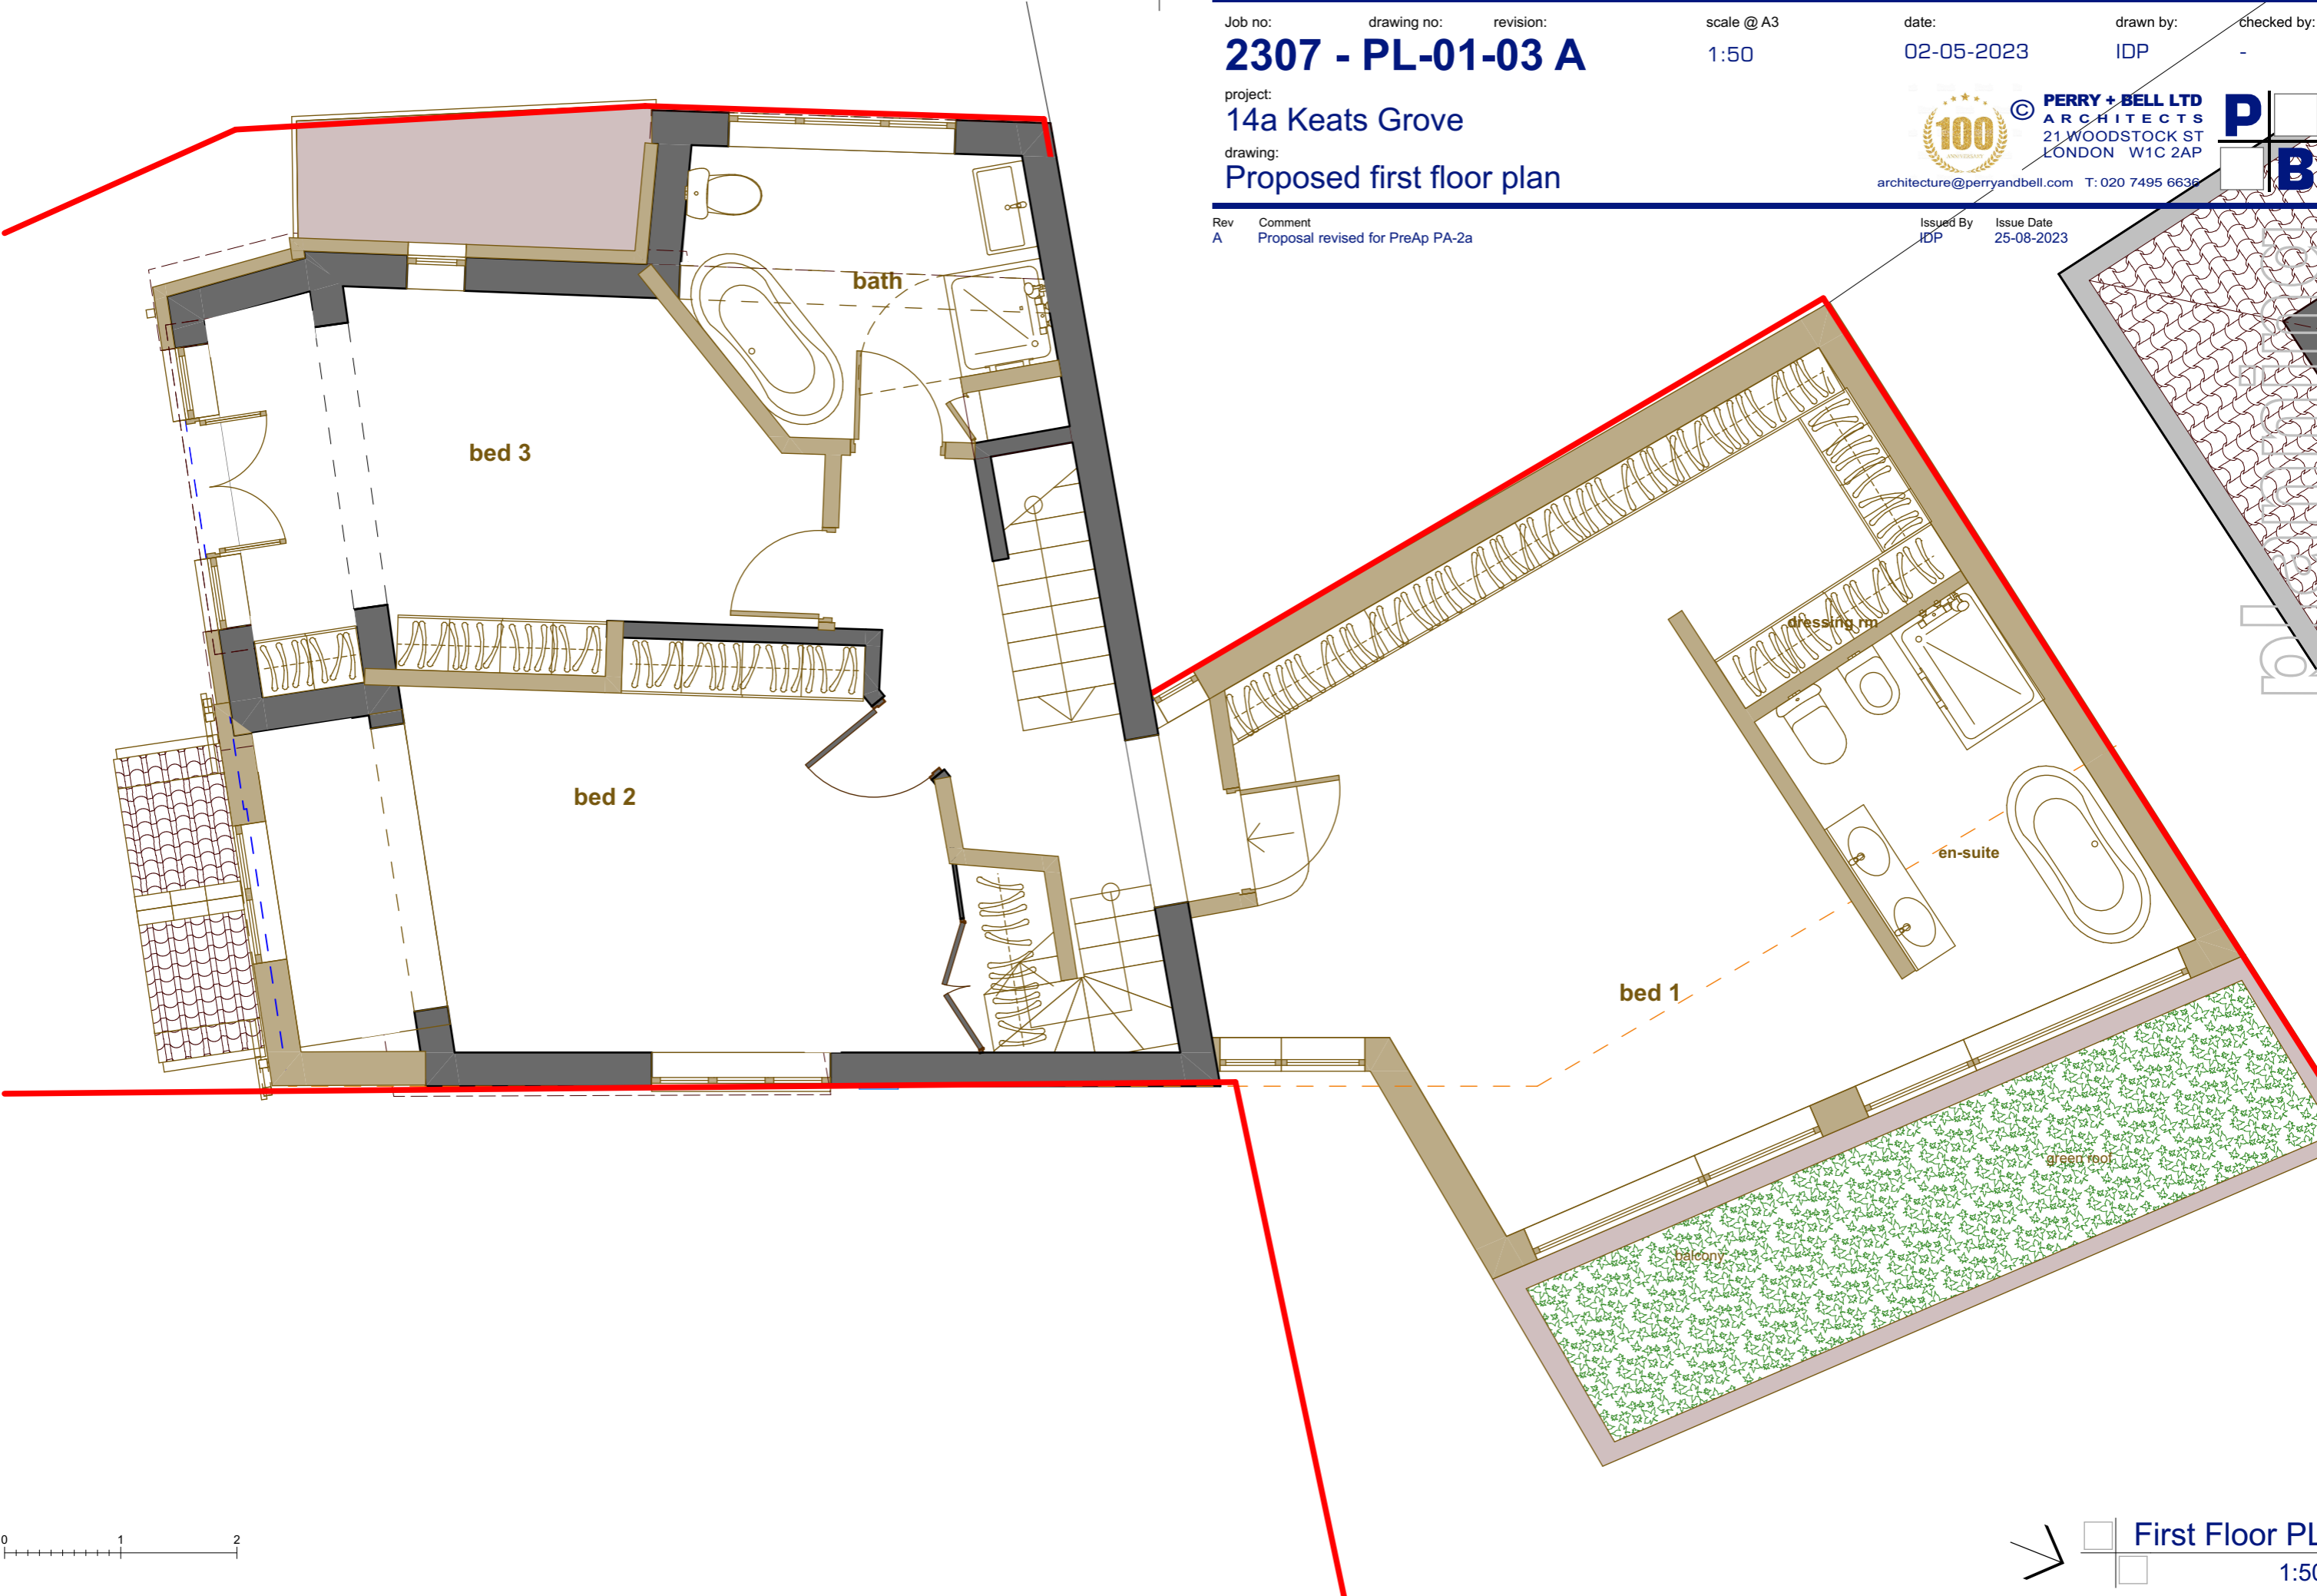 Job no: drawing no: revision: scale @ A3 date: drawn by: checked by:
2307 - PL-01-03 A 1:50 02-05-2023 IDP -
project:
14a Keats Grove
drawing:
Proposed first floor plan
100
ANNIVERSARY
© PERRY + BELL LTD
ARCHITECTS
21 WOODSTOCK ST
LONDON W1C 2AP
architecture@perryandbell.com T: 020 7495 6636
P
B
Rev Comment Issued By Issue Date
A Proposal revised for PreAp PA-2a IDP 25-08-2023
bath
bed 3
bed 2
dressing rm
en-suite
bed 1
green roof
balcony
0 1 2
First Floor PL
1:50